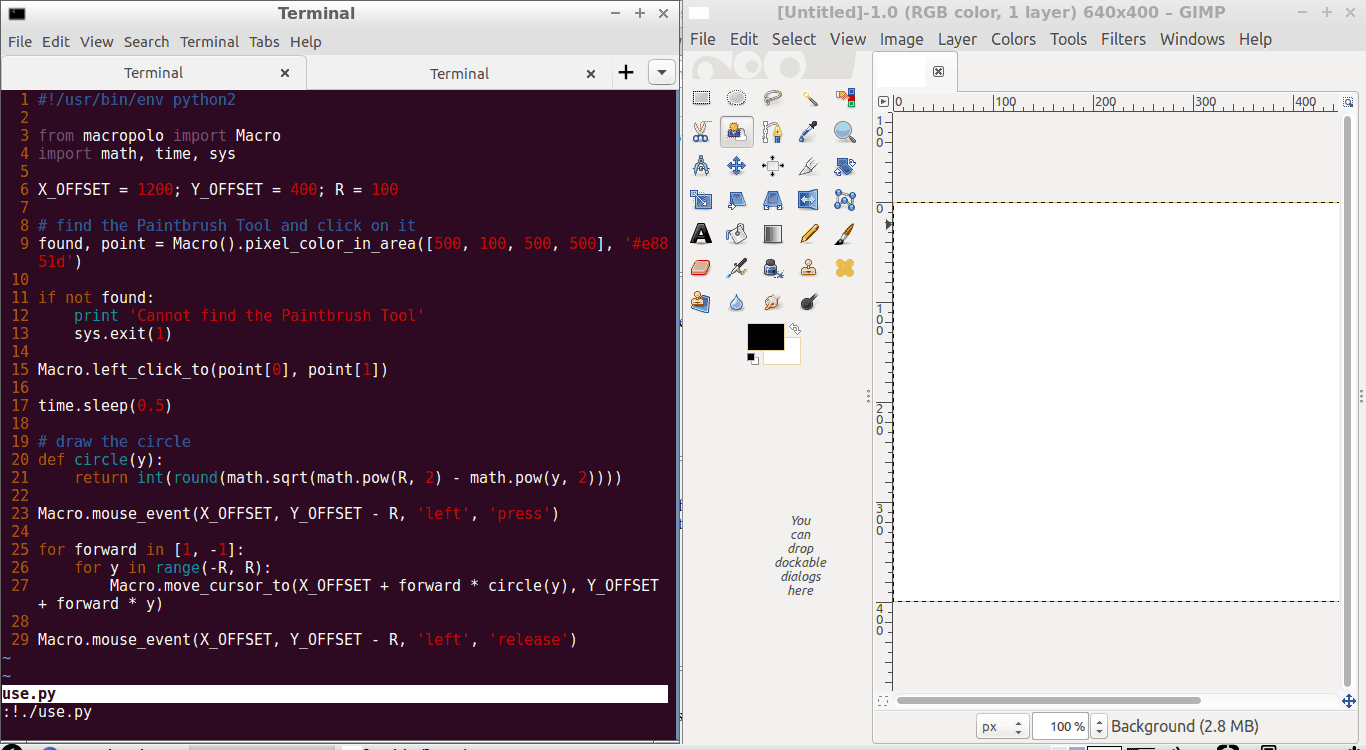 Terminal
File Edit View Search Terminal Tabs Help
Terminal Terminal
1 #!/usr/bin/env python2
2
3 from macropolo import Macro
4 import math, time, sys
5
6 X_OFFSET = 1200; Y_OFFSET = 400; R = 100
7
8 # find the Paintbrush Tool and click on it
9 found, point = Macro().pixel_color_in_area([500, 100, 500, 500], '#e88
51d')
10
11 if not found:
12     print 'Cannot find the Paintbrush Tool'
13     sys.exit(1)
14
15 Macro.left_click_to(point[0], point[1])
16
17 time.sleep(0.5)
18
19 # draw the circle
20 def circle(y):
21     return int(round(math.sqrt(math.pow(R, 2) - math.pow(y, 2))))
22
23 Macro.mouse_event(X_OFFSET, Y_OFFSET - R, 'left', 'press')
24
25 for forward in [1, -1]:
26     for y in range(-R, R):
27         Macro.move_cursor_to(X_OFFSET + forward * circle(y), Y_OFFSET
+ forward * y)
28
29 Macro.mouse_event(X_OFFSET, Y_OFFSET - R, 'left', 'release')
~
~
use.py
:!./use.py
[Untitled]-1.0 (RGB color, 1 layer) 640x400 – GIMP
File Edit Select View Image Layer Colors Tools Filters Windows Help
0 100 200 300 400
100
0
100
200
300
400
You
can
drop
dockable
dialogs
here
px 100 % Background (2.8 MB)